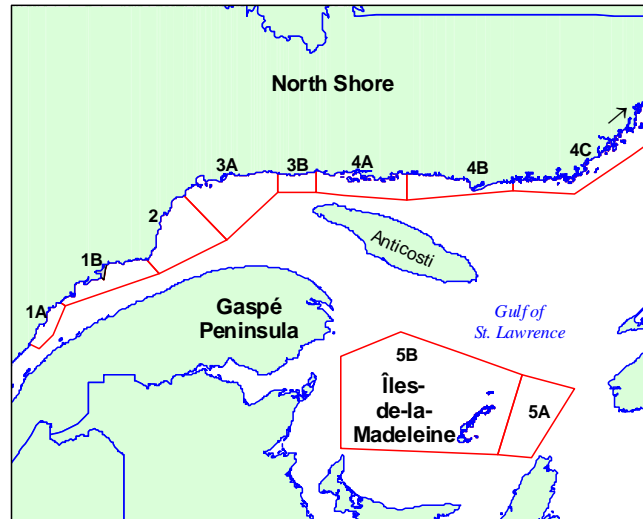 North Shore
3A
3B
4A
4B
4C
2
1B
1A
Anticosti
Gaspé
Peninsula
Gulf of
St. Lawrence
5B
Îles-
de-la-
Madeleine
5A